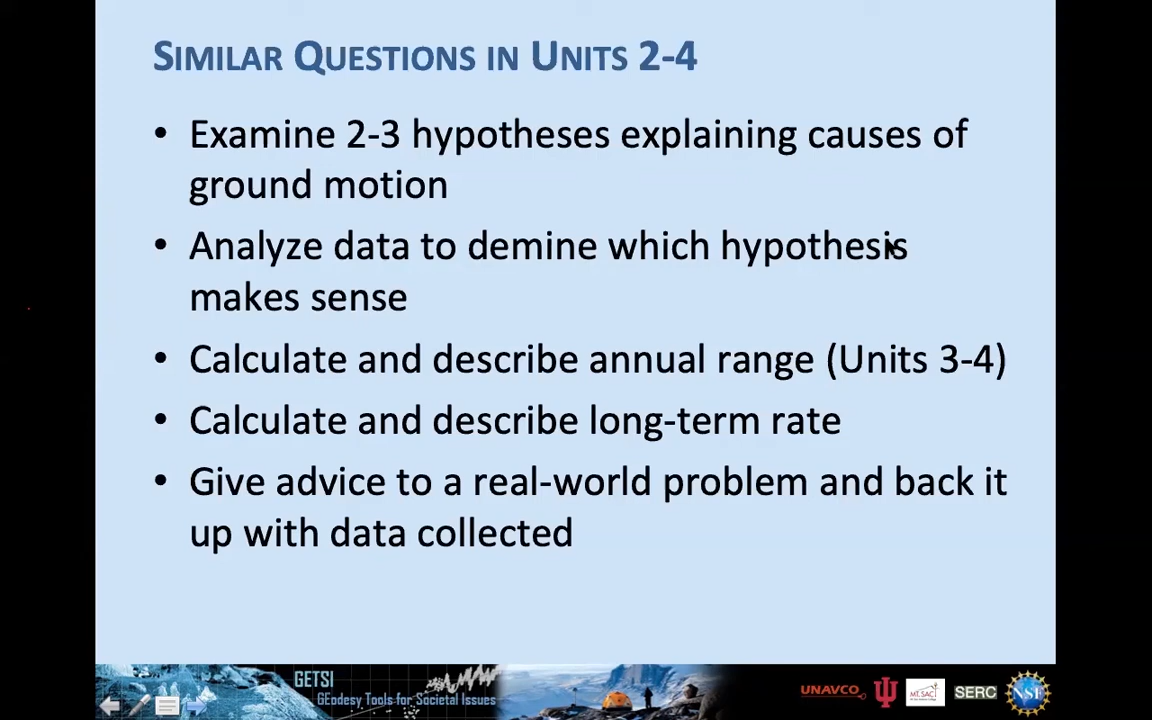 SIMILAR QUESTIONS IN UNITS 2-4
• Examine 2-3 hypotheses explaining causes of
ground motion
• Analyze data to demine which hypothesis
makes sense
• Calculate and describe annual range (Units 3-4)
• Calculate and describe long-term rate
• Give advice to a real-world problem and back it
up with data collected
GETSI
GEodesy Tools for Societal Issues
UNAVCO
MT. SAC
SERC
NSF